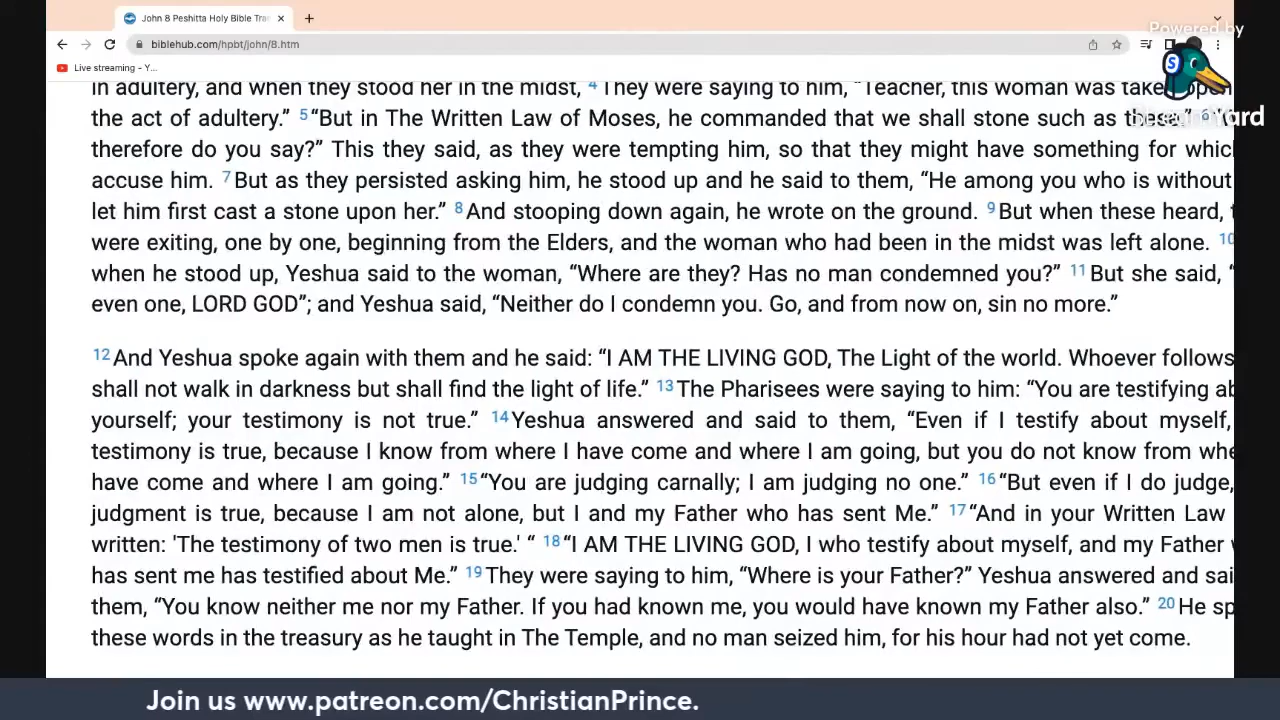 John 8 Peshitta Holy Bible Tra
Powered by
biblehub.com/hpbt/john/8.htm
Live streaming - Y...
S
StreamYard
in adultery, and when they stood her in the midst, 4 They were saying to him, “Teacher, this woman was take
the act of adultery.” 5 “But in The Written Law of Moses, he commanded that we shall stone such as these.” 6
therefore do you say?” This they said, as they were tempting him, so that they might have something for
accuse him. 7 But as they persisted asking him, he stood up and he said to them, “He among you who is without
let him first cast a stone upon her.” 8 And stooping down again, he wrote on the ground. 9 But when these heard,
were exiting, one by one, beginning from the Elders, and the woman who had been in the midst was left alone. 10
when he stood up, Yeshua said to the woman, “Where are they? Has no man condemned you?” 11 But she said, “
even one, LORD GOD”; and Yeshua said, “Neither do I condemn you. Go, and from now on, sin no more.”
12 And Yeshua spoke again with them and he said: “I AM THE LIVING GOD, The Light of the world. Whoever follows
shall not walk in darkness but shall find the light of life.” 13 The Pharisees were saying to him: “You are testifying
yourself; your testimony is not true.” 14 Yeshua answered and said to them, “Even if I testify about myself,
testimony is true, because I know from where I have come and where I am going, but you do not know from
have come and where I am going.” 15 “You are judging carnally; I am judging no one.” 16 “But even if I do judge,
judgment is true, because I am not alone, but I and my Father who has sent Me.” 17 “And in your Written Law
written: 'The testimony of two men is true.' “ 18 “I AM THE LIVING GOD, I who testify about myself, and my Father
has sent me has testified about Me.” 19 They were saying to him, “Where is your Father?” Yeshua answered and
them, “You know neither me nor my Father. If you had known me, you would have known my Father also.” 20 He
these words in the treasury as he taught in The Temple, and no man seized him, for his hour had not yet come.
Join us www.patreon.com/ChristianPrince.